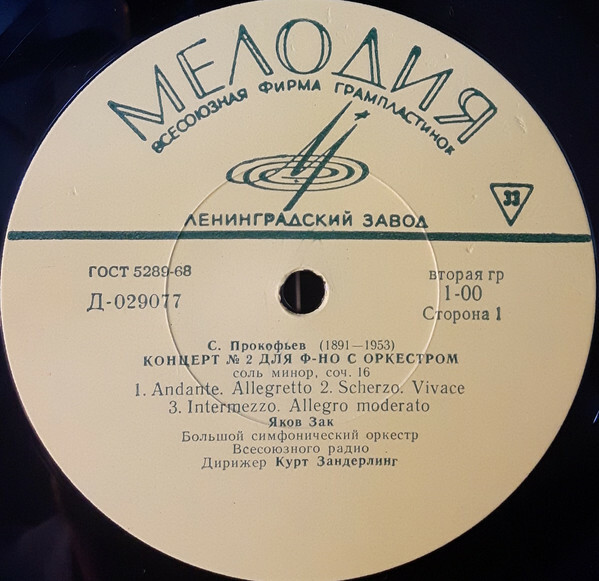 МЕЛОДИЯ
ВСЕСОЮЗНАЯ ФИРМА ГРАМПЛАСТИНОК
33
ЛЕНИНГРАДСКИЙ ЗАВОД
ГОСТ 5289-68
Д-029077
вторая гр
1-00
Сторона 1
С. Прокофьев (1891—1953)
КОНЦЕРТ № 2 ДЛЯ Ф-НО С ОРКЕСТРОМ
соль минор, соч. 16
1. Andante. Allegretto 2. Scherzo. Vivace
3. Intermezzo. Allegro moderato
Яков Зак
Большой симфонический оркестр
Всесоюзного радио
Дирижер Курт Зандерлинг